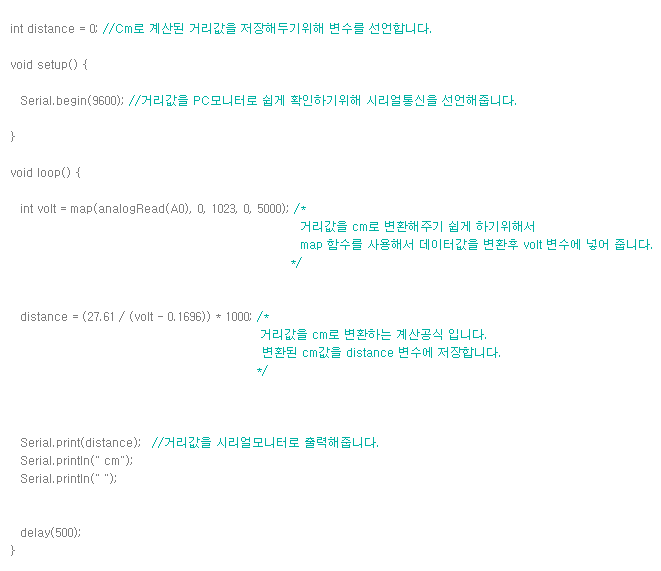 int distance = 0; //Cm로 계산된 거리값을 저장해두기위해 변수를 선언합니다.
void setup() {
Serial.begin(9600); //거리값을 PC모니터로 쉽게 확인하기위해 시리얼통신을 선언해줍니다.
}
void loop() {
int volt = map(analogRead(A0), 0, 1023, 0, 5000); /*
거리값을 cm로 변환해주기 쉽게 하기위해서
map 함수를 사용해서 데이터값을 변환후 volt 변수에 넣어 줍니다.
*/
distance = (27.61 / (volt - 0.1696)) * 1000; /*
거리값을 cm로 변환하는 계산공식 입니다.
변환된 cm값을 distance 변수에 저장합니다.
*/
Serial.print(distance); //거리값을 시리얼모니터로 출력해줍니다.
Serial.println(" cm");
Serial.println(" ");
delay(500);
}